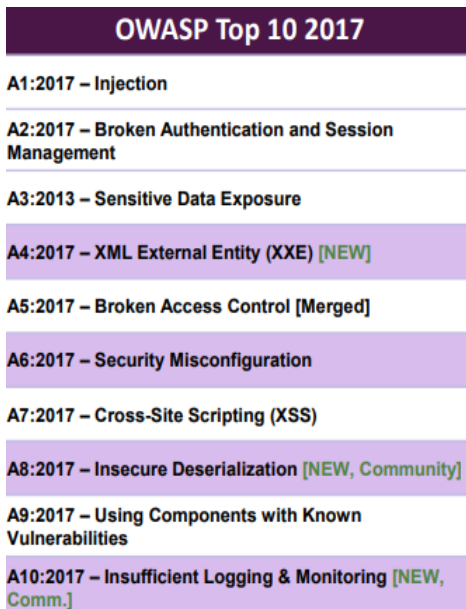 OWASP Top 10 2017
A1:2017 – Injection
A2:2017 – Broken Authentication and Session
Management
A3:2013 – Sensitive Data Exposure
A4:2017 – XML External Entity (XXE) [NEW]
A5:2017 – Broken Access Control [Merged]
A6:2017 – Security Misconfiguration
A7:2017 – Cross-Site Scripting (XSS)
A8:2017 – Insecure Deserialization [NEW, Community]
A9:2017 – Using Components with Known
Vulnerabilities
A10:2017 – Insufficient Logging & Monitoring [NEW,
Comm.]